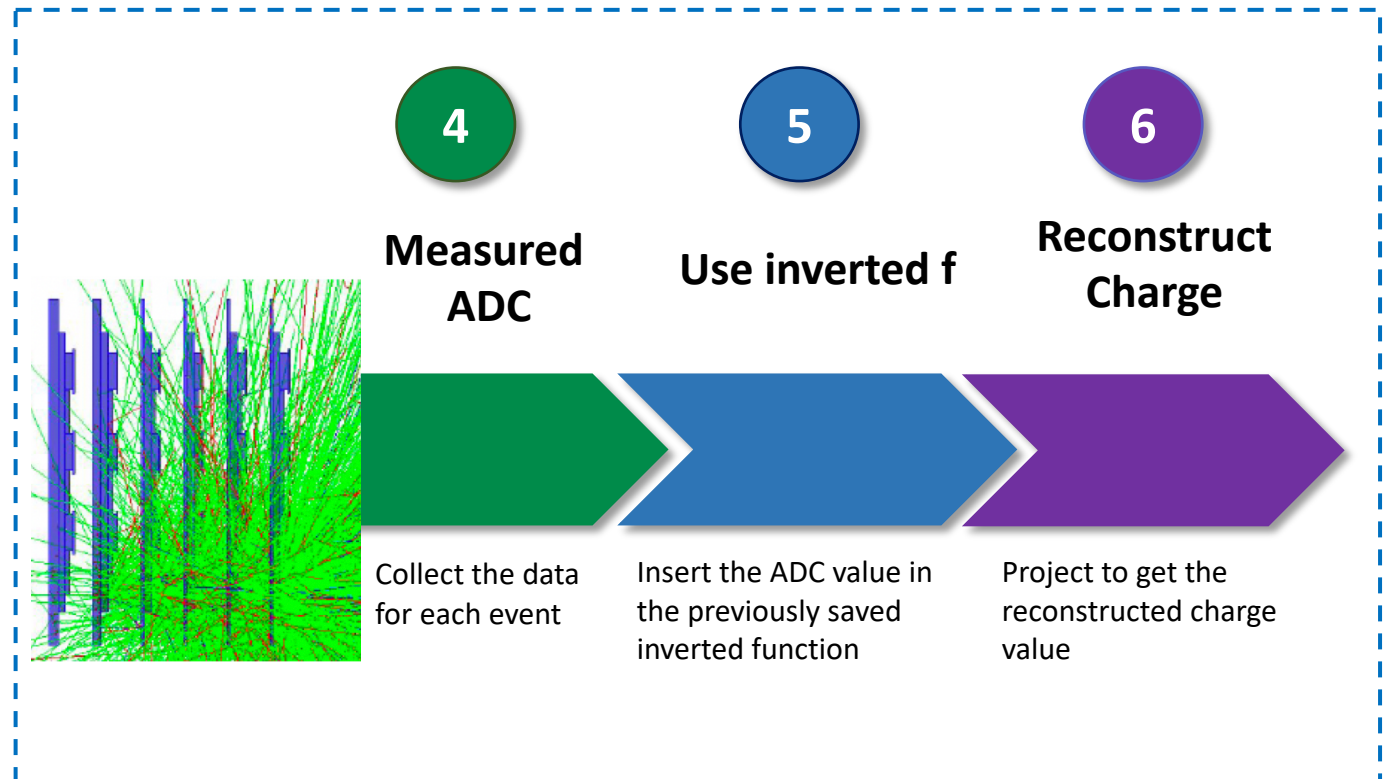 4
Measured
ADC
Collect the data
for each event
5
Use inverted f
Insert the ADC value in
the previously saved
inverted function
6
Reconstruct
Charge
Project to get the
reconstructed charge
value